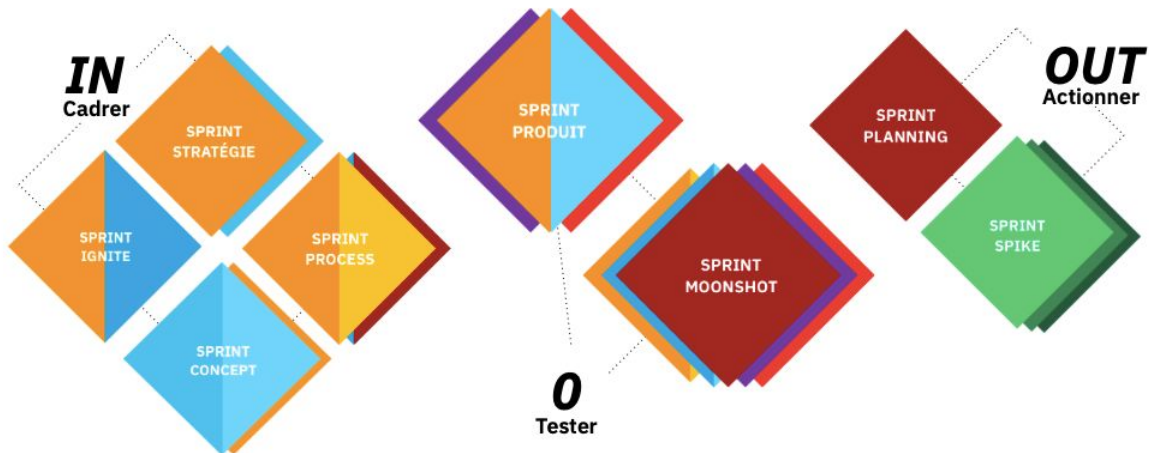 IN
Cadrer
SPRINT
STRATÉGIE
SPRINT
IGNITE
SPRINT
PROCESS
SPRINT
CONCEPT
SPRINT
PRODUIT
SPRINT
MOONSHOT
0
Tester
OUT
Actionner
SPRINT
PLANNING
SPRINT
SPIKE